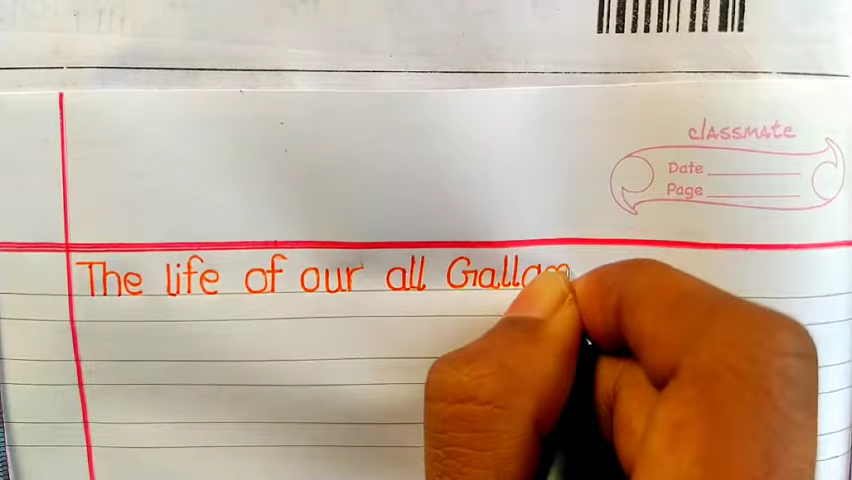 classmate
Date
Page
The life of our all